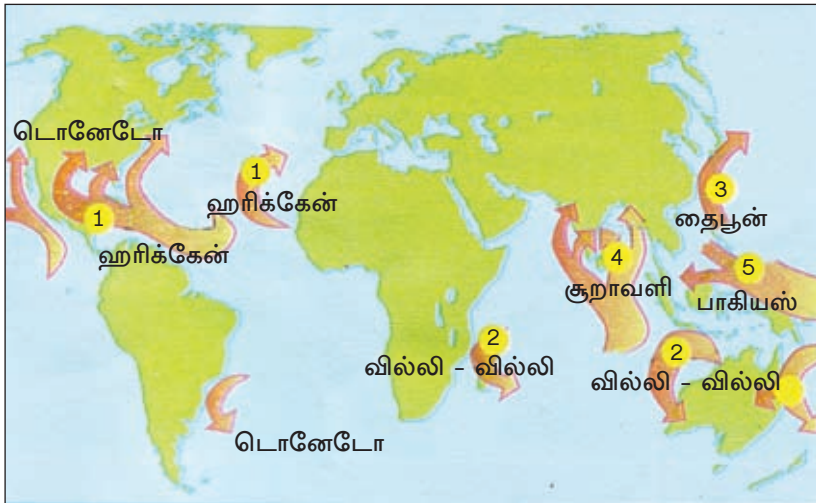 டொனேடோ
1
ஹரிக்கேன்
1
ஹரிக்கேன்
3
தைபூன்
4
சூறாவளி
5
பாகியஸ்
2
வில்லி - வில்லி
2
வில்லி - வில்லி
டொனேடோ